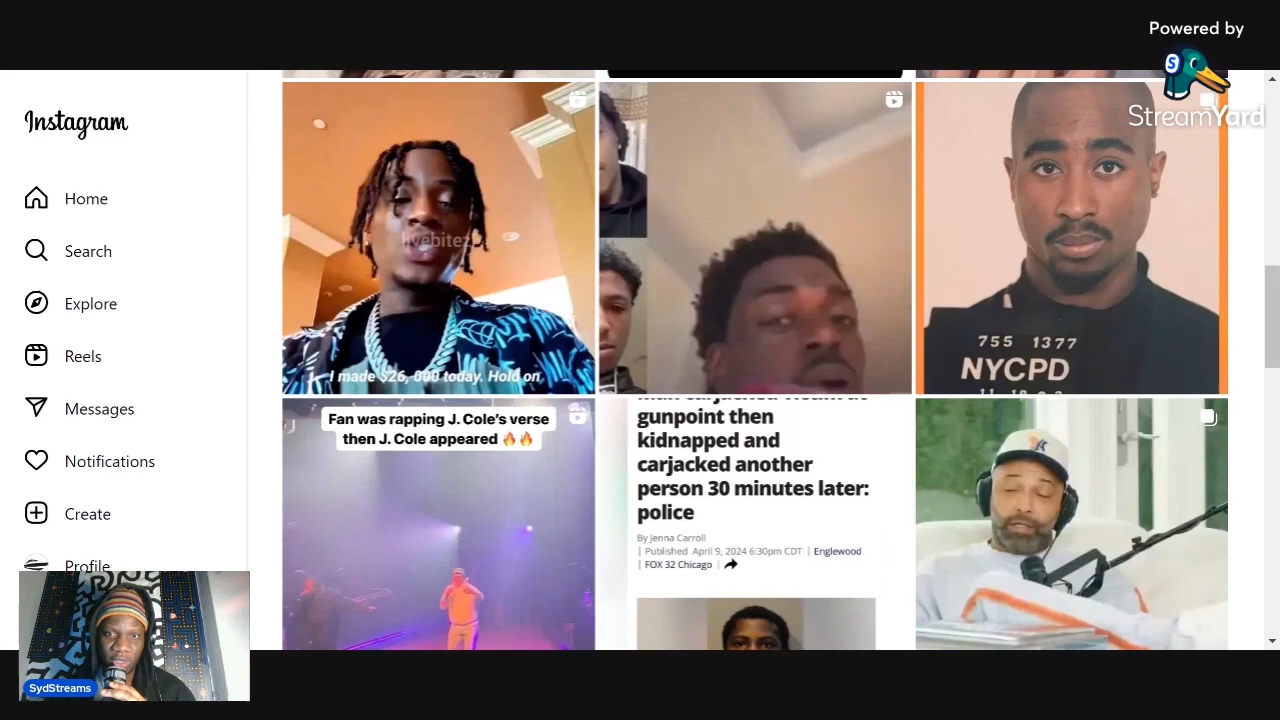 Powered by
StreamYard
Instagram
Home
Search
Explore
Reels
Messages
Notifications
Create
Profile
SydStreams
livebitez
I made $26,000 today. Hold on
755 1377
NYCPD
Fan was rapping J. Cole's verse
then J. Cole appeared 🔥🔥
gunpoint then
kidnapped and
carjacked another
person 30 minutes later:
police
By Jenna Carroll
| Published April 9, 2024 6:30pm CDT | Englewood
| FOX 32 Chicago |